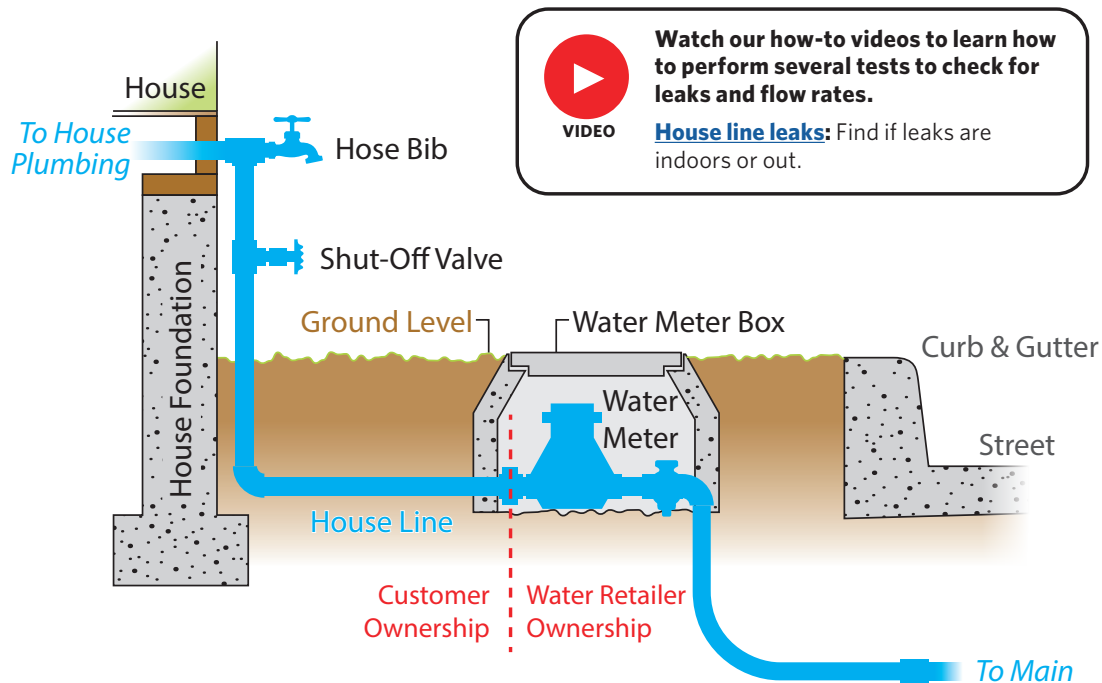 Watch our how-to videos to learn how
to perform several tests to check for
leaks and flow rates.
VIDEO
House line leaks: Find if leaks are
indoors or out.
House
To House
Plumbing
Hose Bib
Shut-Off Valve
House Foundation
Ground Level
Water Meter Box
Curb & Gutter
Water
Meter
Street
House Line
Customer
Ownership
Water Retailer
Ownership
To Main